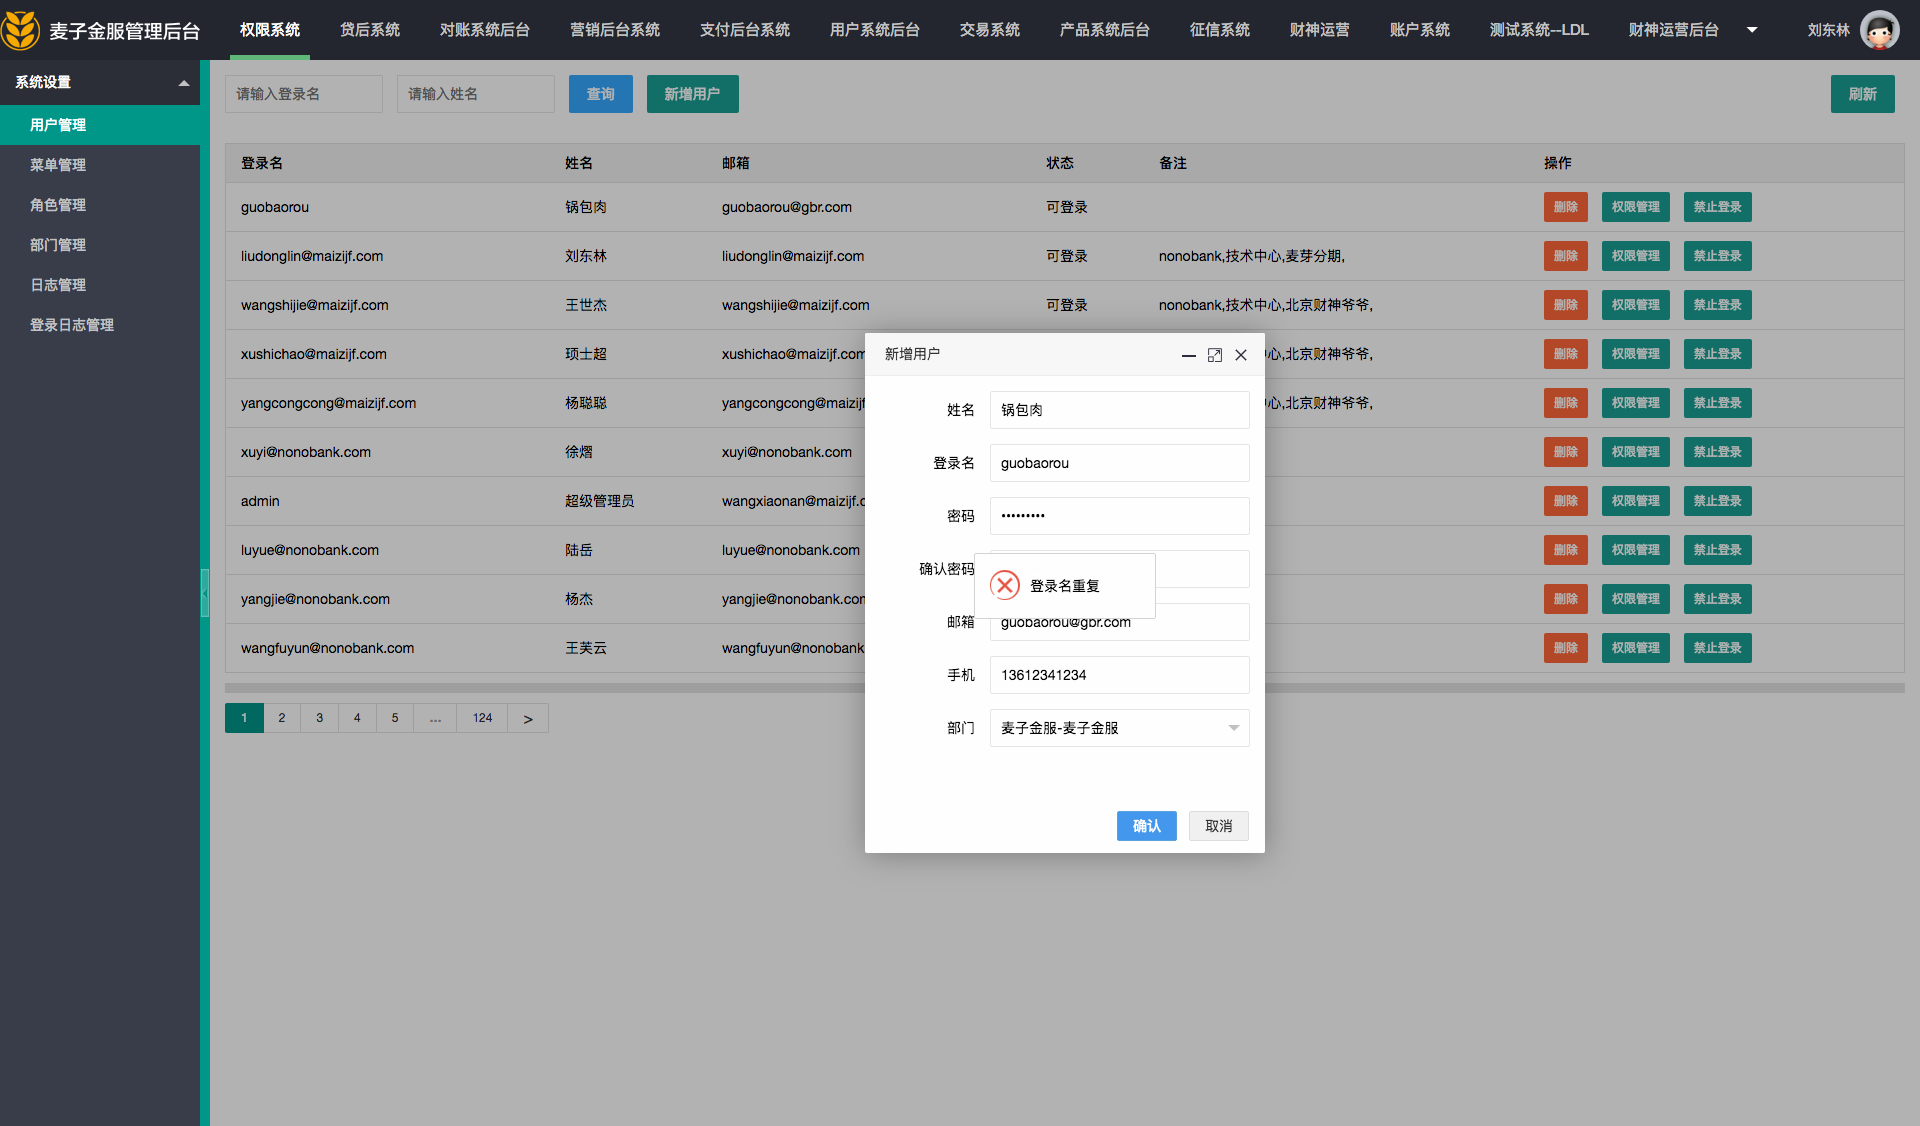 麦子金服管理后台
权限系统 贷后系统 对账系统后台 营销后台系统 支付后台系统 用户系统后台 交易系统 产品系统后台 征信系统 财神运营 账户系统 测试系统--LDL 财神运营后台 刘东林
系统设置
用户管理
菜单管理
角色管理
部门管理
日志管理
登录日志管理
请输入登录名 请输入姓名 查询 新增用户 刷新
登录名 姓名 邮箱 状态 备注 操作
guobaorou 锅包肉 guobaorou@gbr.com 可登录 删除 权限管理 禁止登录
liudonglin@maizijf.com 刘东林 liudonglin@maizijf.com 可登录 nonobank,技术中心,麦芽分期, 删除 权限管理 禁止登录
wangshijie@maizijf.com 王世杰 wangshijie@maizijf.com 可登录 nonobank,技术中心,北京财神爷爷, 删除 权限管理 禁止登录
xushichao@maizijf.com 顼士超 xushichao@maizijf.com 心,北京财神爷爷, 删除 权限管理 禁止登录
yangcongcong@maizijf.com 杨聪聪 yangcongcong@maizijf 心,北京财神爷爷, 删除 权限管理 禁止登录
xuyi@nonobank.com 徐熠 xuyi@nonobank.com 删除 权限管理 禁止登录
admin 超级管理员 wangxiaonan@maizijf.c 删除 权限管理 禁止登录
luyue@nonobank.com 陆岳 luyue@nonobank.com 删除 权限管理 禁止登录
yangjie@nonobank.com 杨杰 yangjie@nonobank.com 删除 权限管理 禁止登录
wangfuyun@nonobank.com 王芙云 wangfuyun@nonobank 删除 权限管理 禁止登录
1 2 3 4 5 … 124 >
新增用户
姓名 锅包肉
登录名 guobaorou
密码 •••••••••
确认密码
登录名重复
邮箱 guobaorou@gbr.com
手机 13612341234
部门 麦子金服-麦子金服
确认 取消